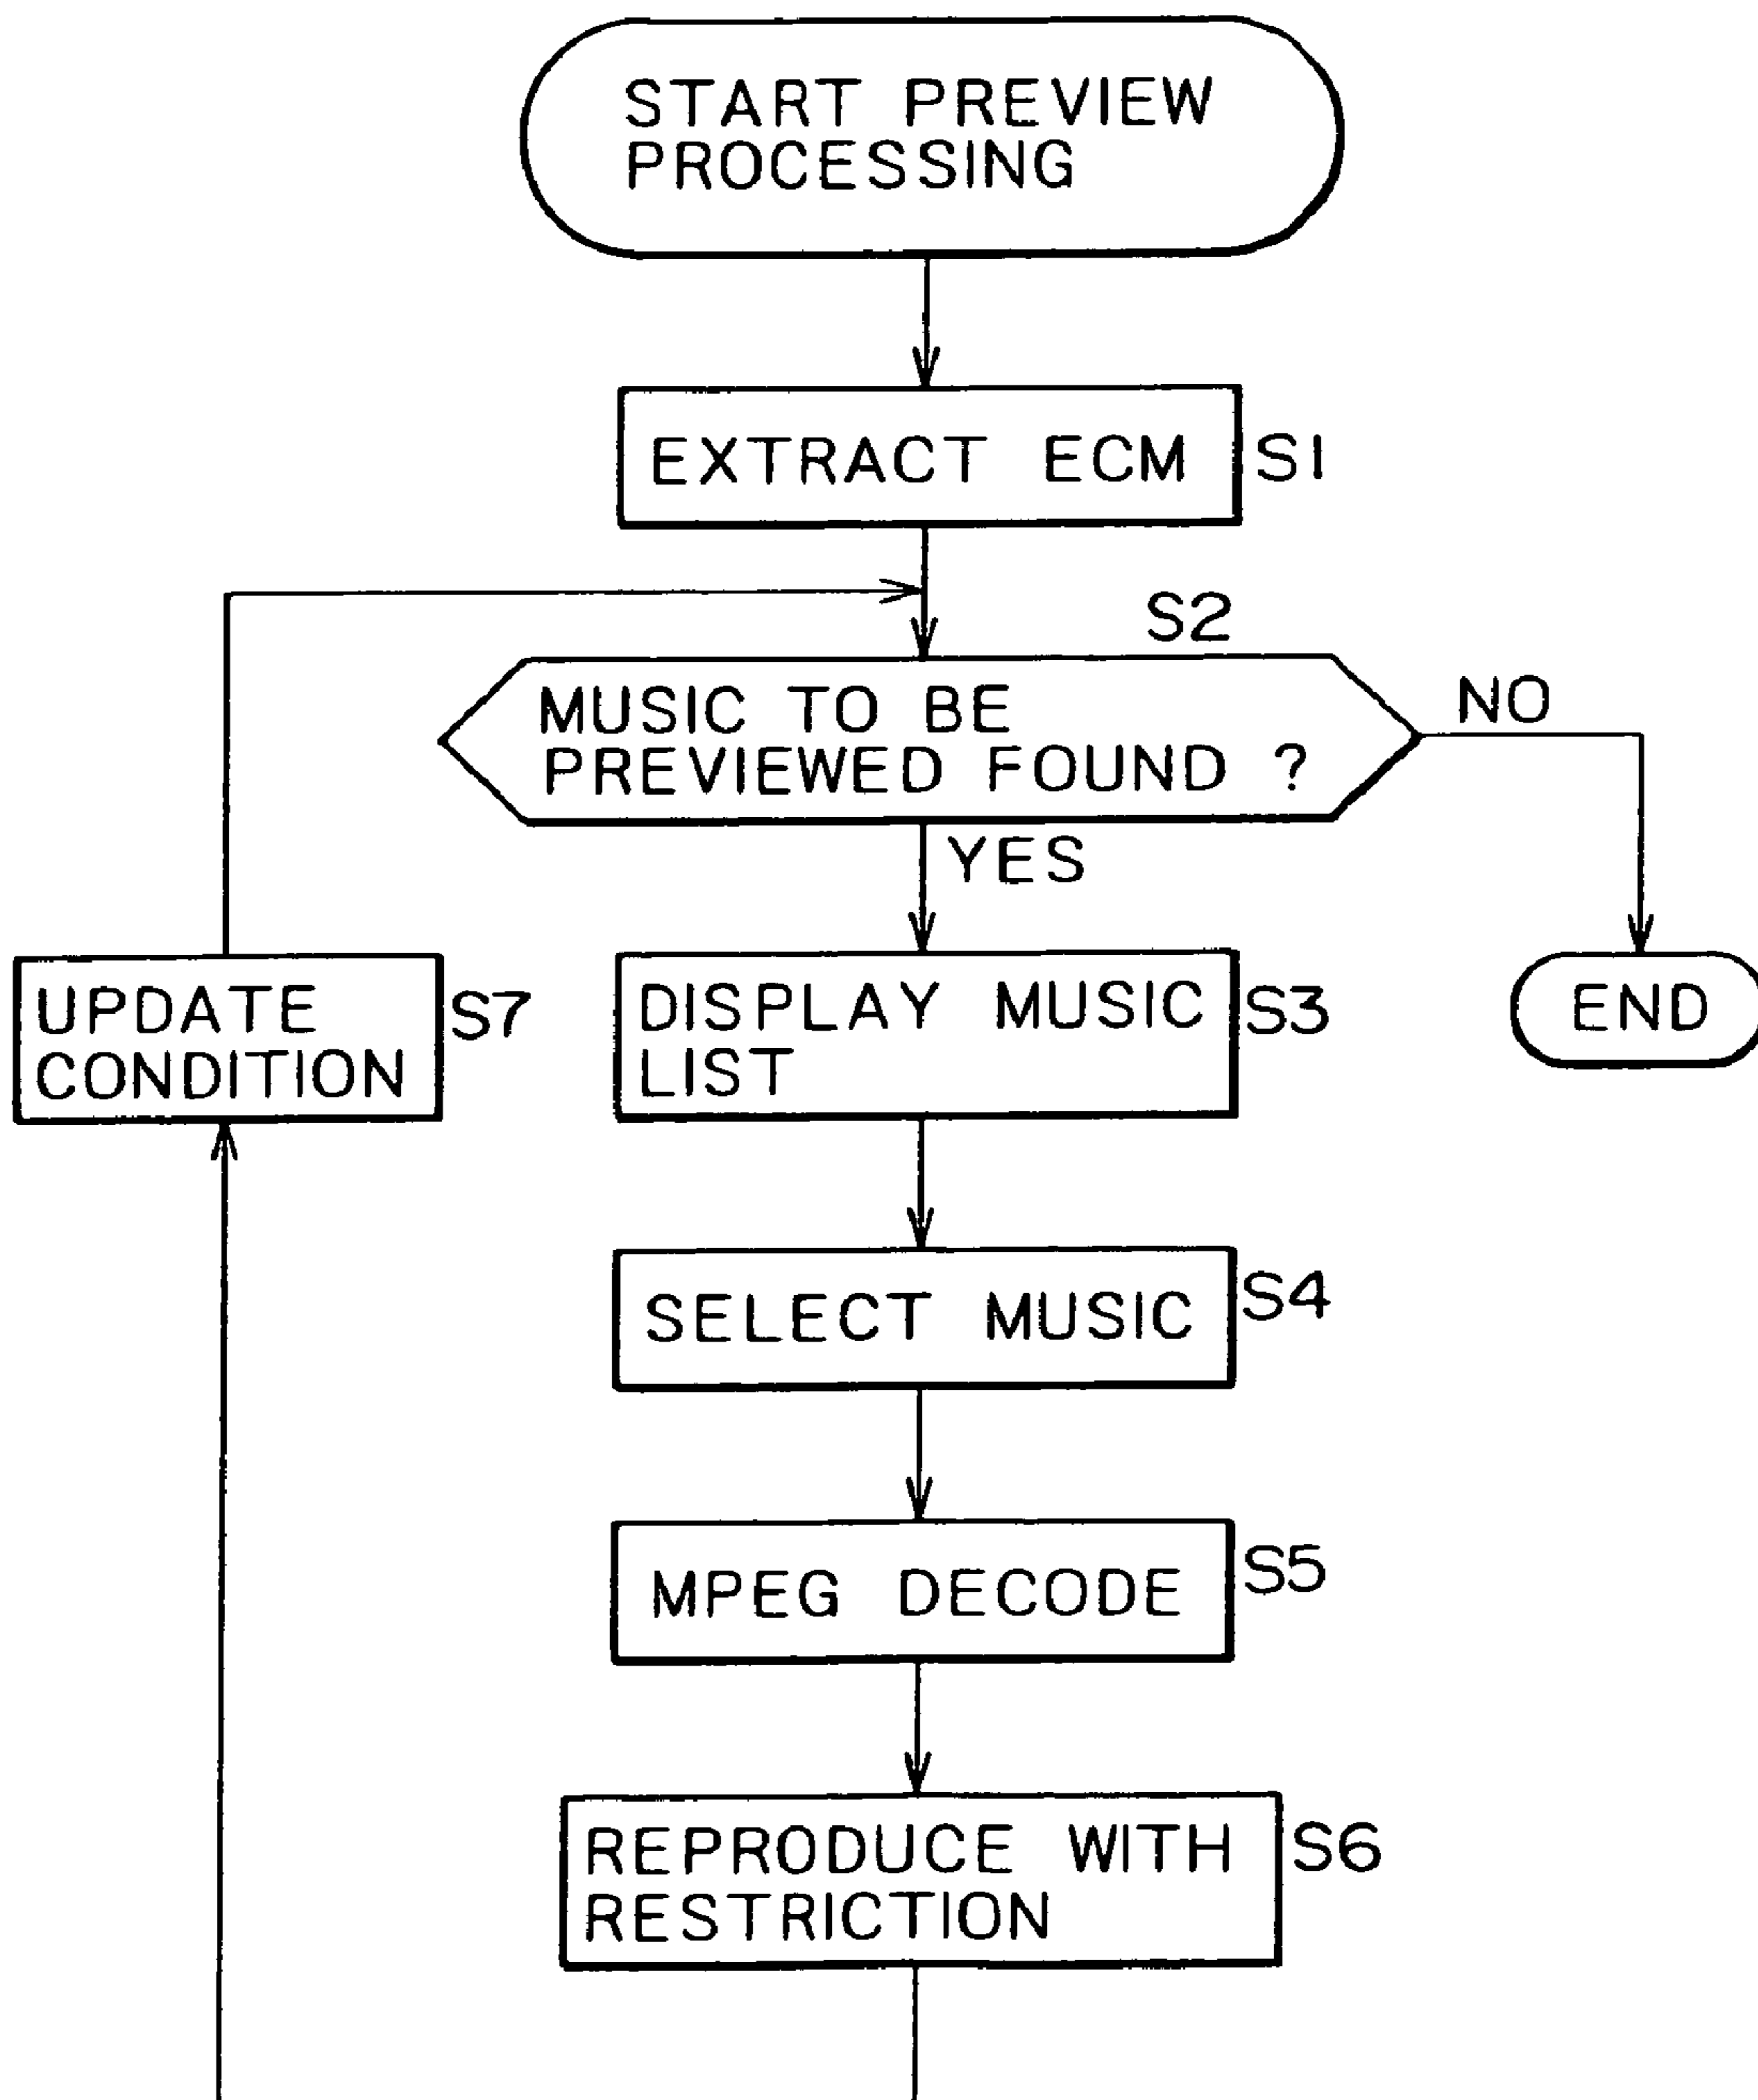 START PREVIEW
PROCESSING
EXTRACT ECM
S1
S2
MUSIC TO BE
PREVIEWED FOUND ?
NO
YES
UPDATE
CONDITION
S7
DISPLAY MUSIC
LIST
S3
END
SELECT MUSIC
S4
MPEG DECODE
S5
REPRODUCE WITH
RESTRICTION
S6